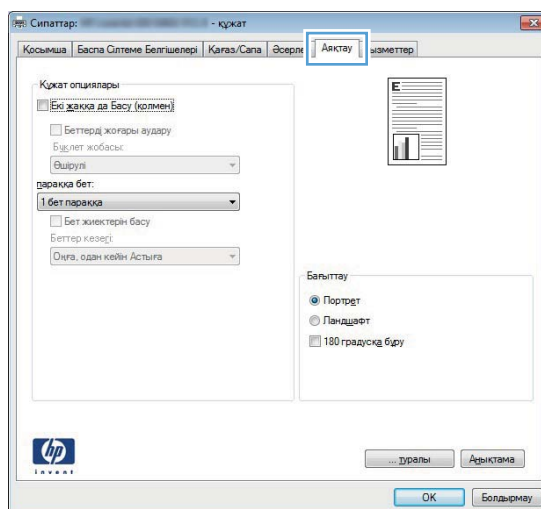 Сипаттар: - құжат
Қосымша Баспа Сілтеме Белгішелері Қағаз/Сапа Әсерле Аяқтау ызметтер
Құжат опциялары
Екі жаққа да Басу (қолмен)
Беттерді жоғары аудару
Буклет жобасы:
Өшірулі
параққа бет:
1 бет параққа
Бет жиектерін басу
Беттер кезегі:
Оңға, одан кейін Астыға
E
Бағыттау
Портрет
Ландшафт
180 градусқа бұру
hp
invent
... туралы Анықтама
OK Болдырмау